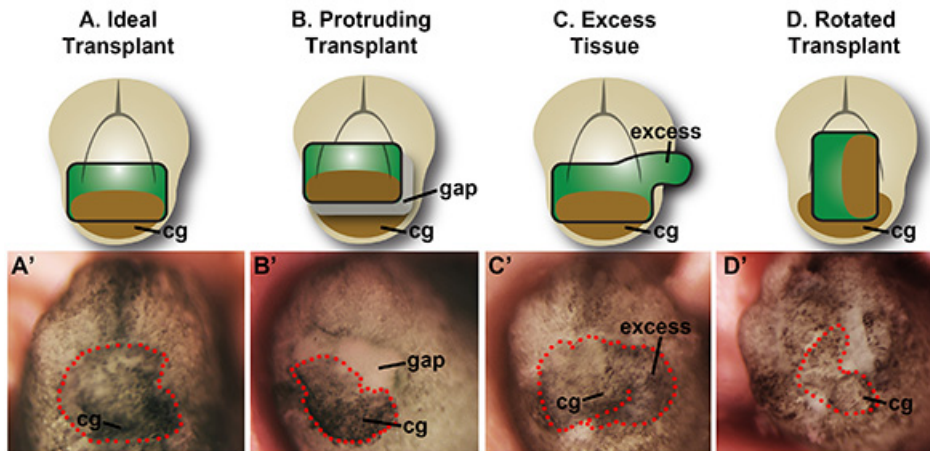 A. Ideal
Transplant
B. Protruding
Transplant
C. Excess
Tissue
D. Rotated
Transplant
cg
gap
cg
excess
cg
cg
A'
cg
B'
gap
cg
C'
excess
cg
D'
cg